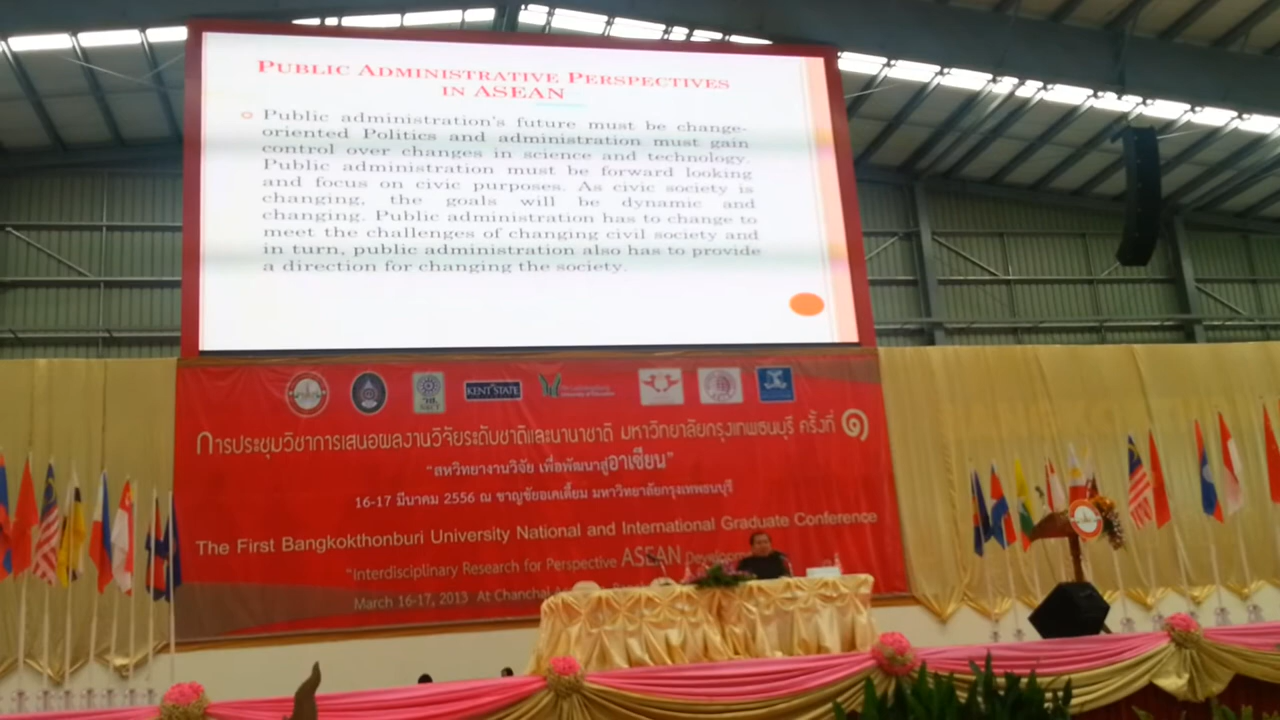 PUBLIC ADMINISTRATIVE PERSPECTIVES
IN ASEAN
Public administration's future must be change-
oriented Politics and administration must gain
control over changes in science and technology.
Public administration must be forward looking
and focus on civic purposes. As civic society is
changing, the goals will be dynamic and
changing. Public administration has to change to
meet the challenges of changing civil society and
in turn, public administration also has to provide
a direction for changing the society.
KENT STATE
การประชุมวิชาการเสนอผลงานวิจัยระดับชาติและนานาชาติ มหาวิทยาลัยกรุงเทพธนบุรี ครั้งที่ ๑
“สหวิทยางานวิจัย เพื่อพัฒนาสู่อาเซียน”
16-17 มีนาคม 2556 ณ ชาญชัยอคาเดี้ยม มหาวิทยาลัยกรุงเทพธนบุรี
The First Bangkokthonburi University National and International Graduate Conference
"Interdisciplinary Research for Perspective ASEAN
March 16-17, 2013 At Chanchai